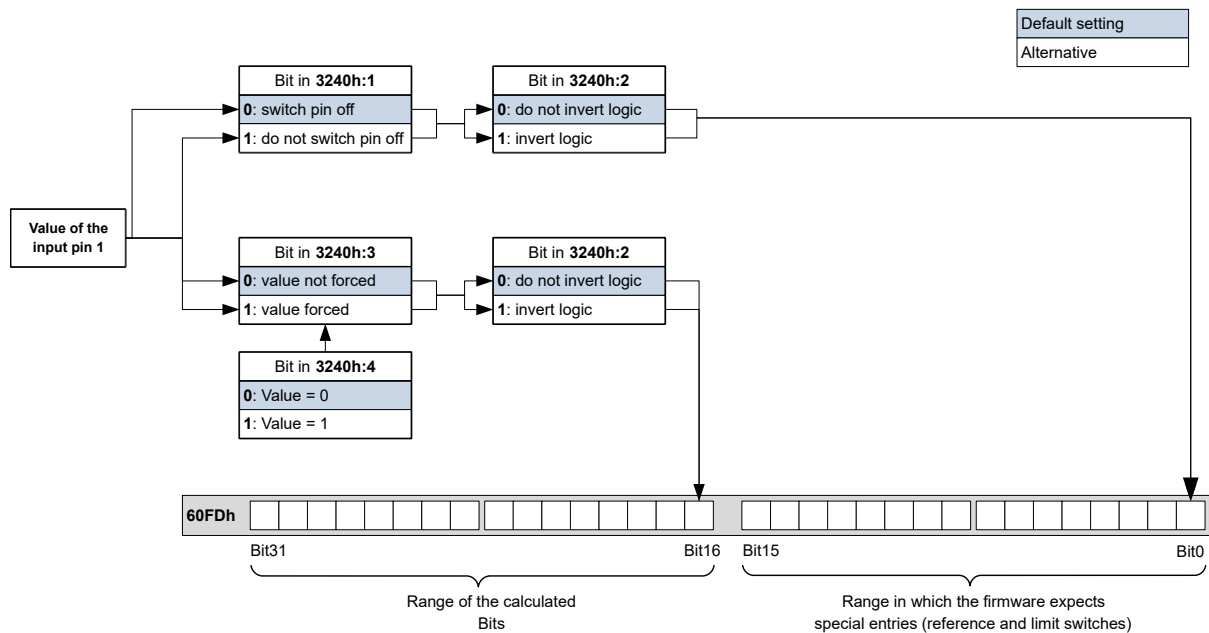 Default setting
Alternative
Bit in 3240h:1
0: switch pin off
1: do not switch pin off
Bit in 3240h:2
0: do not invert logic
1: invert logic
Value of the
input pin 1
Bit in 3240h:3
0: value not forced
1: value forced
Bit in 3240h:2
0: do not invert logic
1: invert logic
Bit in 3240h:4
0: Value = 0
1: Value = 1
60FDh
Bit31
Bit16
Bit15
Bit0
Range of the calculated
Bits
Range in which the firmware expects
special entries (reference and limit switches)